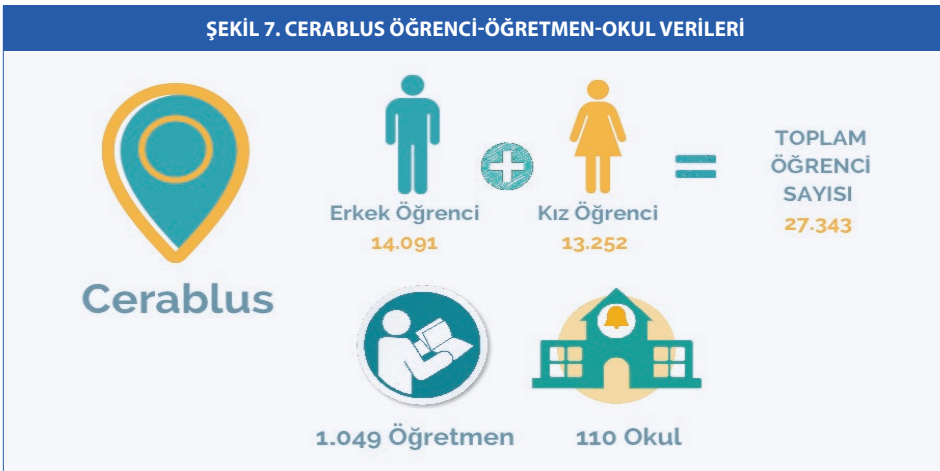 ŞEKİL 7. CERABLUS ÖĞRENCİ-ÖĞRETMEN-OKUL VERİLERİ
Cerablus
Erkek Öğrenci
14.091
Kız Öğrenci
13.252
TOPLAM
ÖĞRENCİ
SAYISI
27.343
1.049 Öğretmen
110 Okul